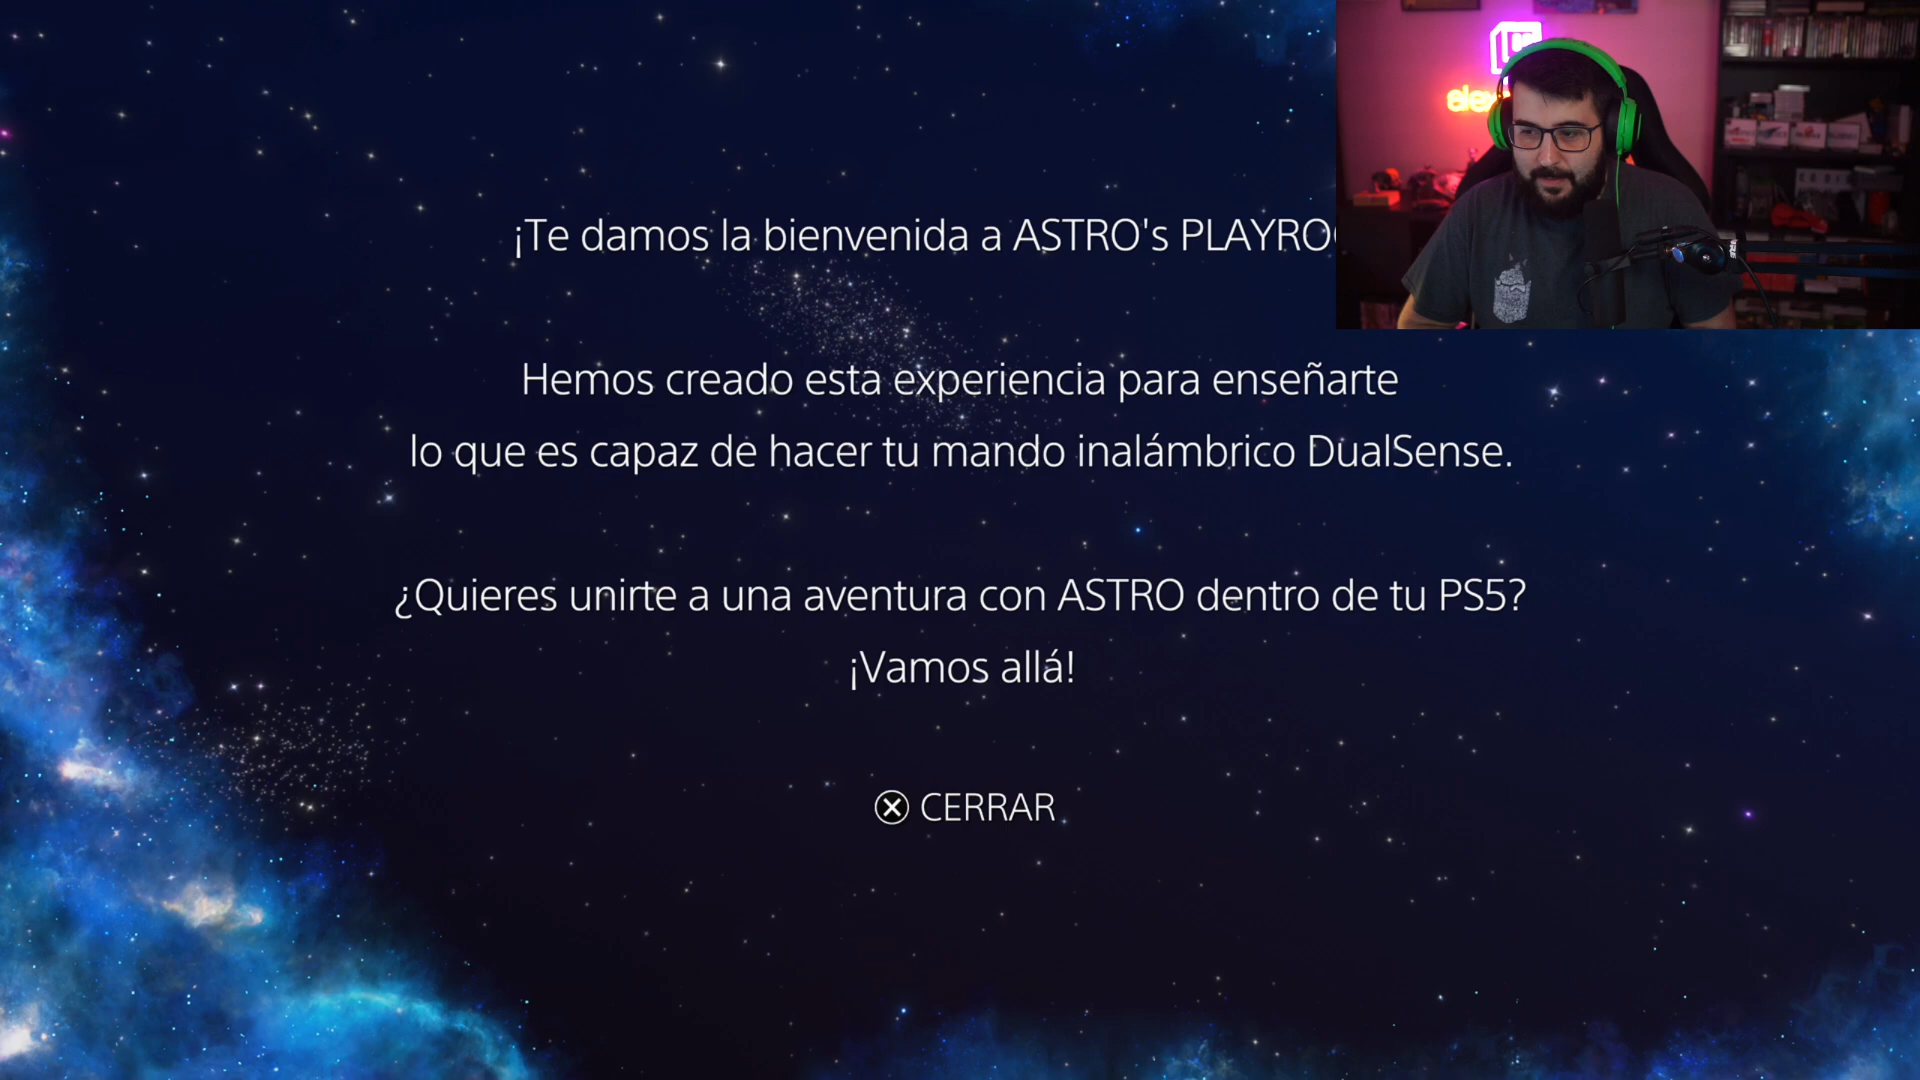 ¡Te damos la bienvenida a ASTRO's
Hemos creado esta experiencia para enseñarte
lo que es capaz de hacer tu mando inalámbrico DualSense.
¿Quieres unirte a una aventura con ASTRO dentro de tu PS5?
¡Vamos allá!
CERRAR